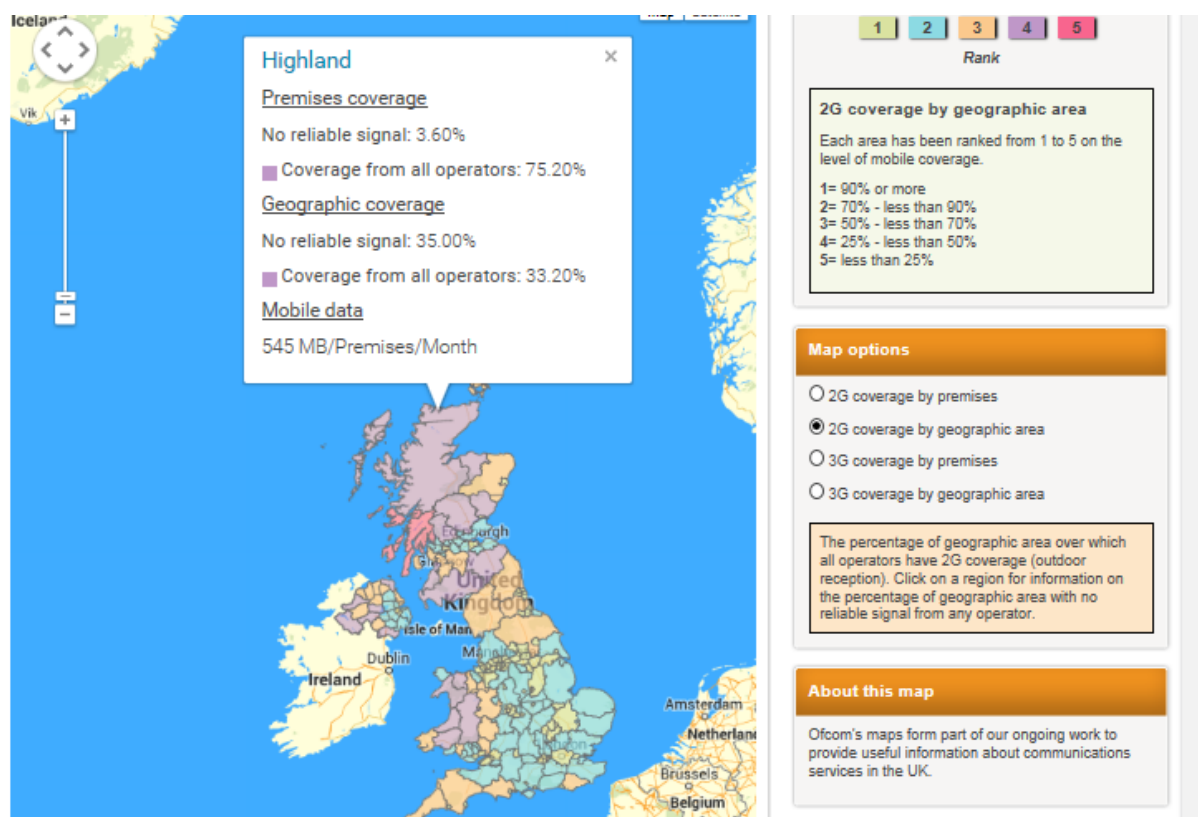 Iceland
Vik
Highland
Premises coverage
No reliable signal: 3.60%
Coverage from all operators: 75.20%
Geographic coverage
No reliable signal: 35.00%
Coverage from all operators: 33.20%
Mobile data
545 MB/Premises/Month
Edinburgh
Glasgow
United
Kingdom
Isle of Man
Dublin
Ireland
London
Amsterdam
Netherland
Brussels
Belgium
1 2 3 4 5
Rank
2G coverage by geographic area
Each area has been ranked from 1 to 5 on the
level of mobile coverage.
1= 90% or more
2= 70% - less than 90%
3= 50% - less than 70%
4= 25% - less than 50%
5= less than 25%
Map options
2G coverage by premises
2G coverage by geographic area
3G coverage by premises
3G coverage by geographic area
The percentage of geographic area over which
all operators have 2G coverage (outdoor
reception). Click on a region for information on
the percentage of geographic area with no
reliable signal from any operator.
About this map
Ofcom's maps form part of our ongoing work to
provide useful information about communications
services in the UK.